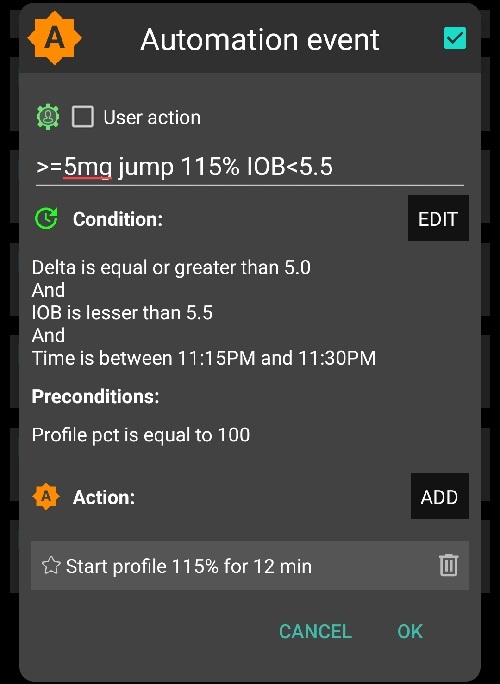 A Automation event
User action
>=5mg jump 115% IOB<5.5
Condition:
EDIT
Delta is equal or greater than 5.0
And
IOB is lesser than 5.5
And
Time is between 11:15PM and 11:30PM
Preconditions:
Profile pct is equal to 100
A Action:
ADD
Start profile 115% for 12 min
CANCEL OK